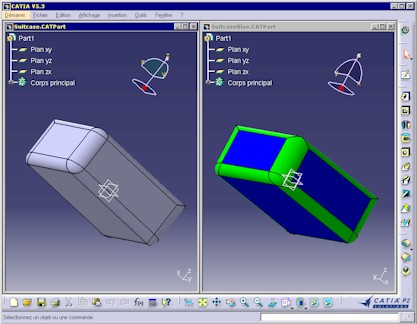 CATIA V5.3
Démarrer Fichier Edition Affichage Insertion Outils Fenêtre ?
Suitcase.CATPart
SuitcaseBlue.CATPart
Part1
Plan xy
Plan yz
Plan zx
Corps principal
Part1
Plan xy
Plan yz
Plan zx
Corps principal
CATIA P2
SOLUTIONS
Sélectionnez un objet ou une commande